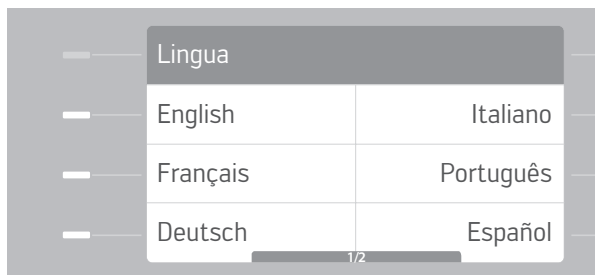 Lingua
English Italiano
Français Português
Deutsch Español
1/2